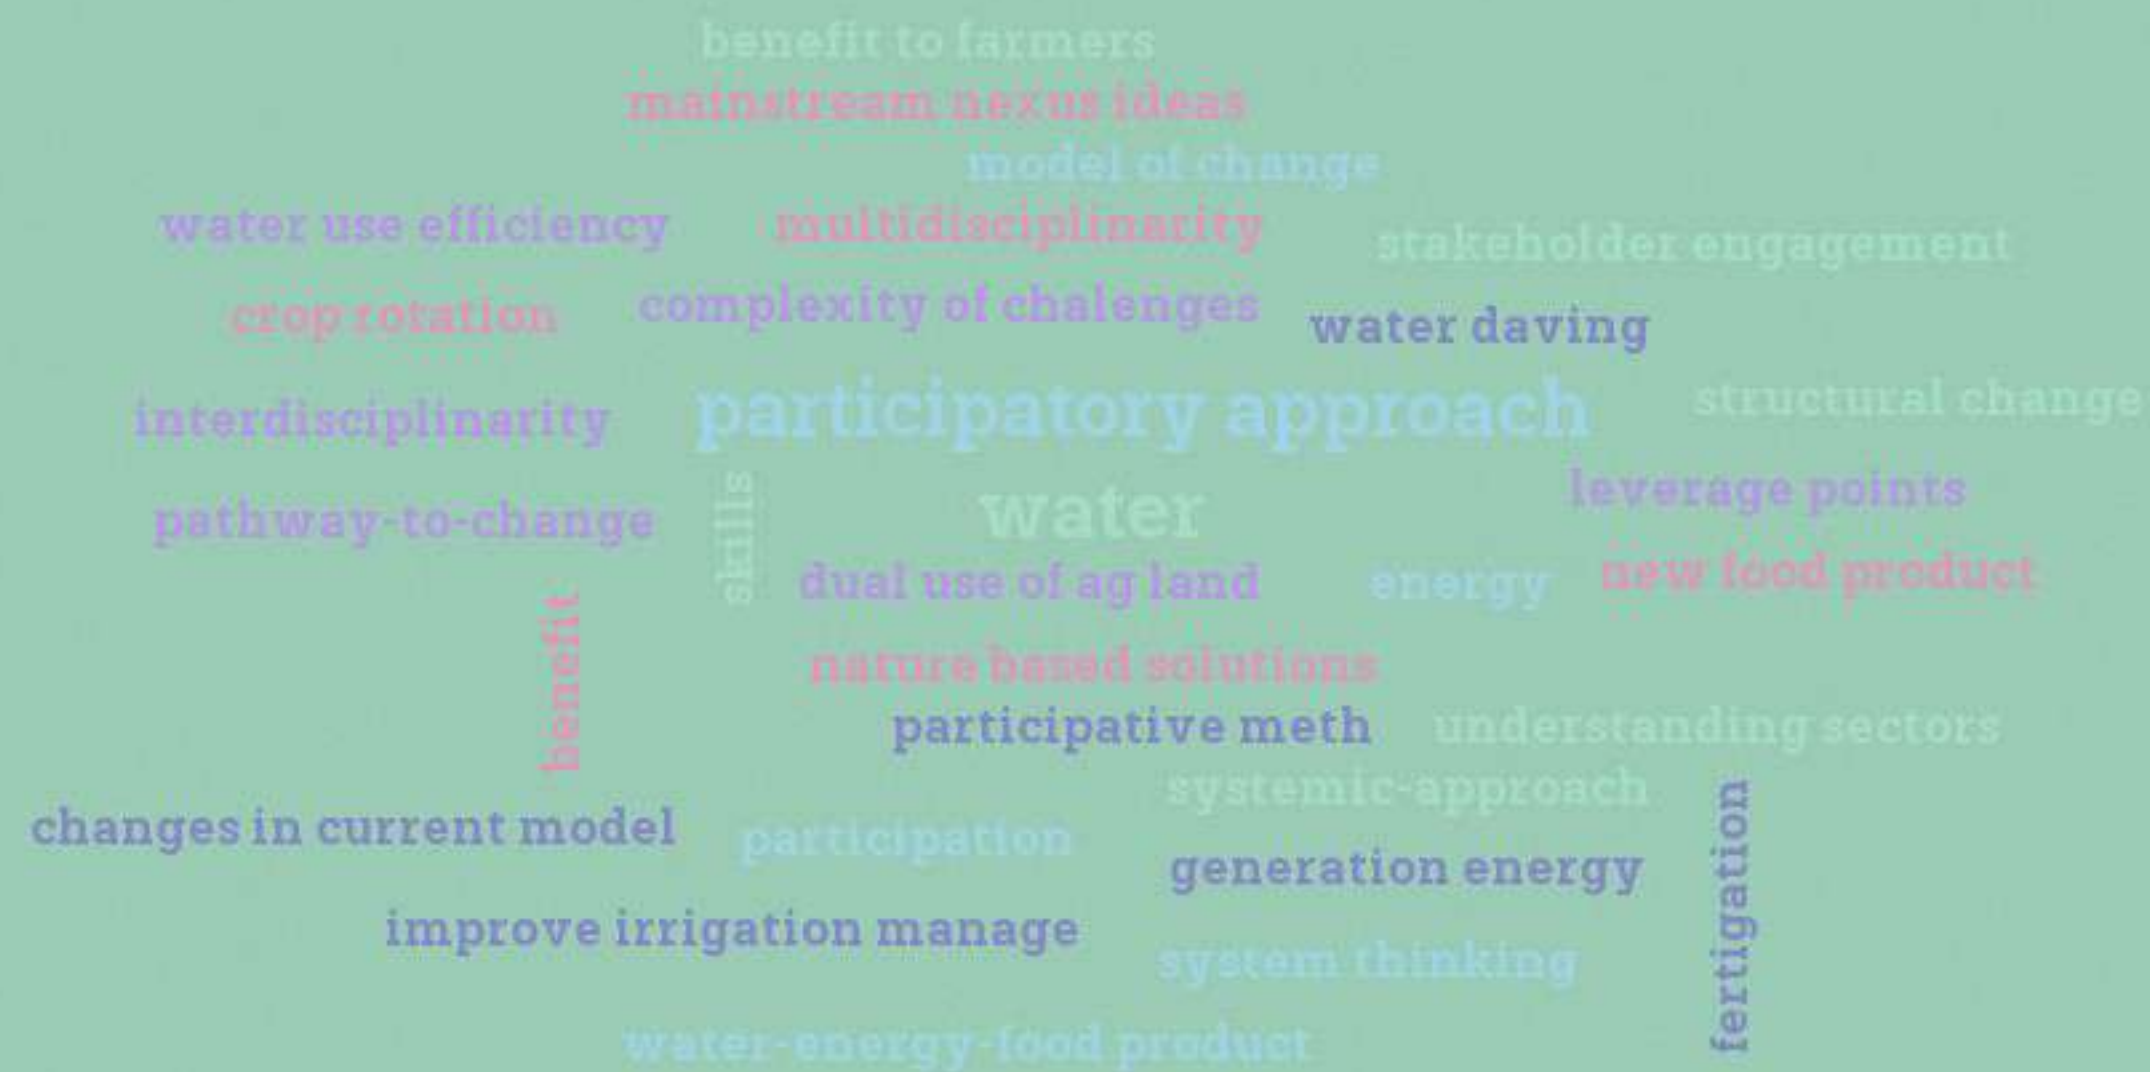 benefit to farmers
mainstream nexus ideas
model of change
water use efficiency
multidisciplinarity
stakeholder engagement
crop rotation
complexity of chalenges
water daving
interdisciplinarity
participatory approach
structural change
pathway-to-change
skills
water
leverage points
dual use of ag land
energy
new food product
benefit
nature based solutions
participative meth
understanding sectors
systemic-approach
changes in current model
participation
generation energy
fertigation
improve irrigation manage
system thinking
water-energy-food product